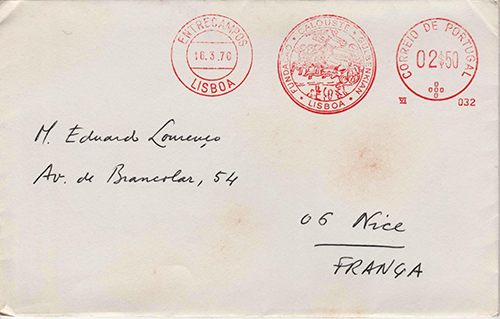 ENTRECAMPOS
10.3.70
LISBOA
FUNDAÇÃO CALOUSTE GULBENKIAN
LISBOA
CORREIO DE PORTUGAL
02$50
VI 032
M. Eduardo Lourenço
Av. de Brancolar, 54
06 Nice
FRANÇA